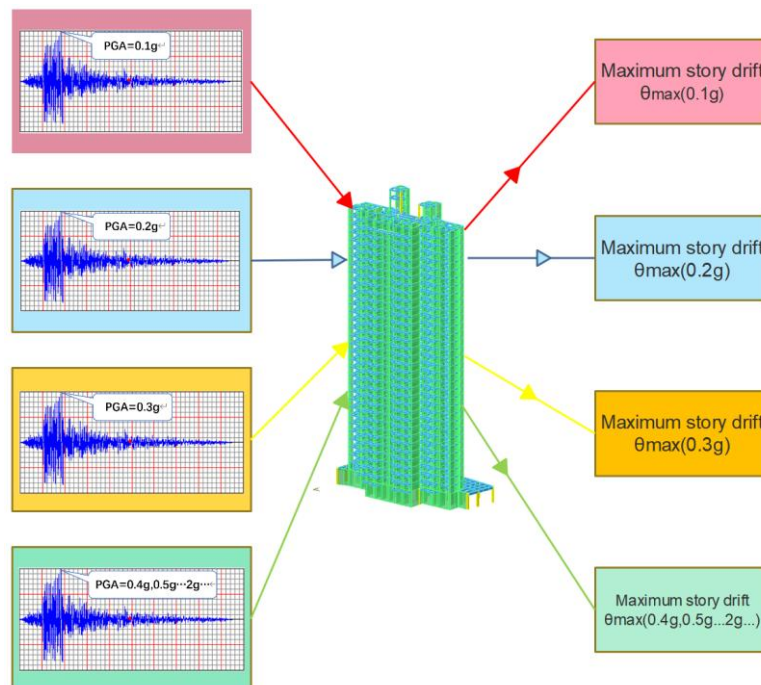 PGA=0.1g
Maximum story drift
θmax(0.1g)
PGA=0.2g
Maximum story drift
θmax(0.2g)
PGA=0.3g
Maximum story drift
θmax(0.3g)
PGA=0.4g,0.5g···2g···
Maximum story drift
θmax(0.4g,0.5g...2g...)